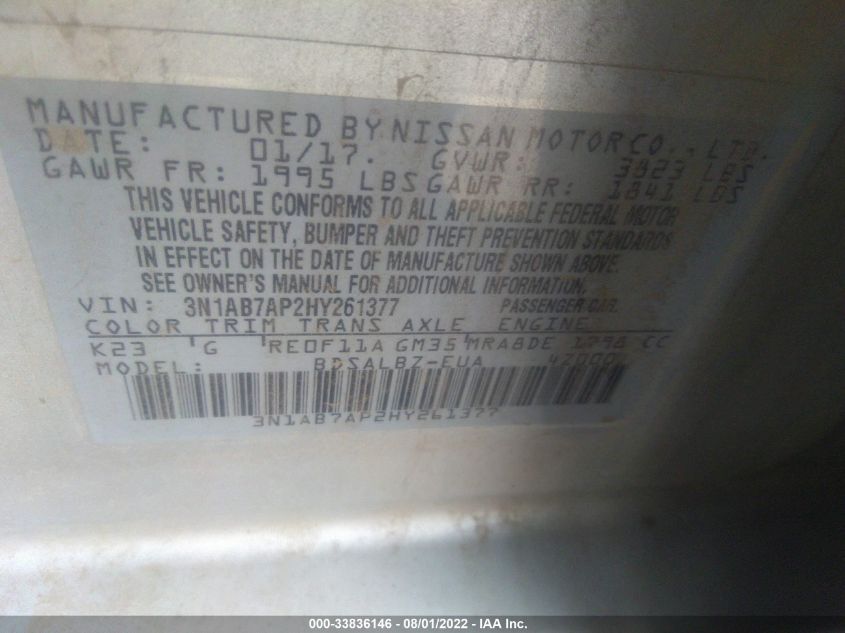 MANUFACTURED BY NISSAN MOTOR CO., LTD.
DATE: 01/17. GVWR: 3823 LBS
GAWR FR: 1995 LBS GAWR RR: 1841 LBS
THIS VEHICLE CONFORMS TO ALL APPLICABLE FEDERAL MOTOR
VEHICLE SAFETY, BUMPER AND THEFT PREVENTION STANDARDS
IN EFFECT ON THE DATE OF MANUFACTURE SHOWN ABOVE.
SEE OWNER'S MANUAL FOR ADDITIONAL INFORMATION.
VIN: 3N1AB7AP2HY261377 PASSENGER CAR.
COLOR TRIM TRANS AXLE ENGINE
K23 'G 'RE0F11A GM35 'MRA8DE 1798 CC
MODEL: BDSALBZ-EUA 42000
3N1AB7AP2HY261377
000-33836146 - 08/01/2022 - IAA Inc.